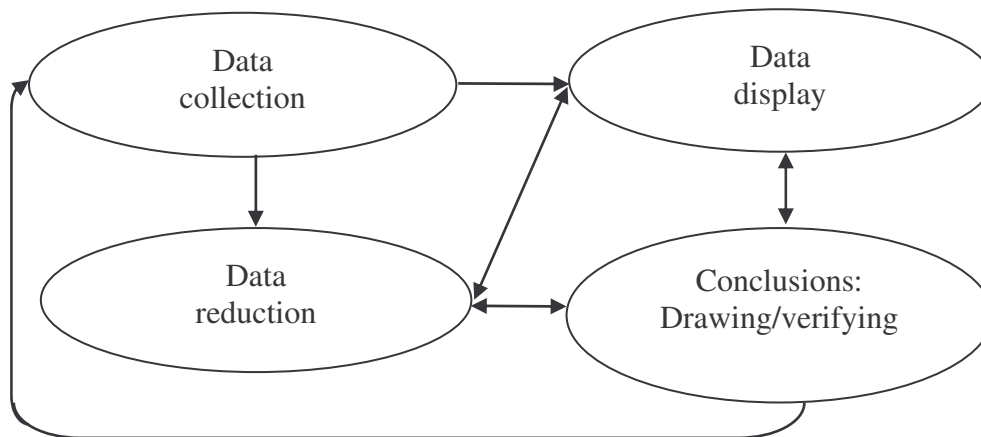 Data
collection
Data
display
Data
reduction
Conclusions:
Drawing/verifying